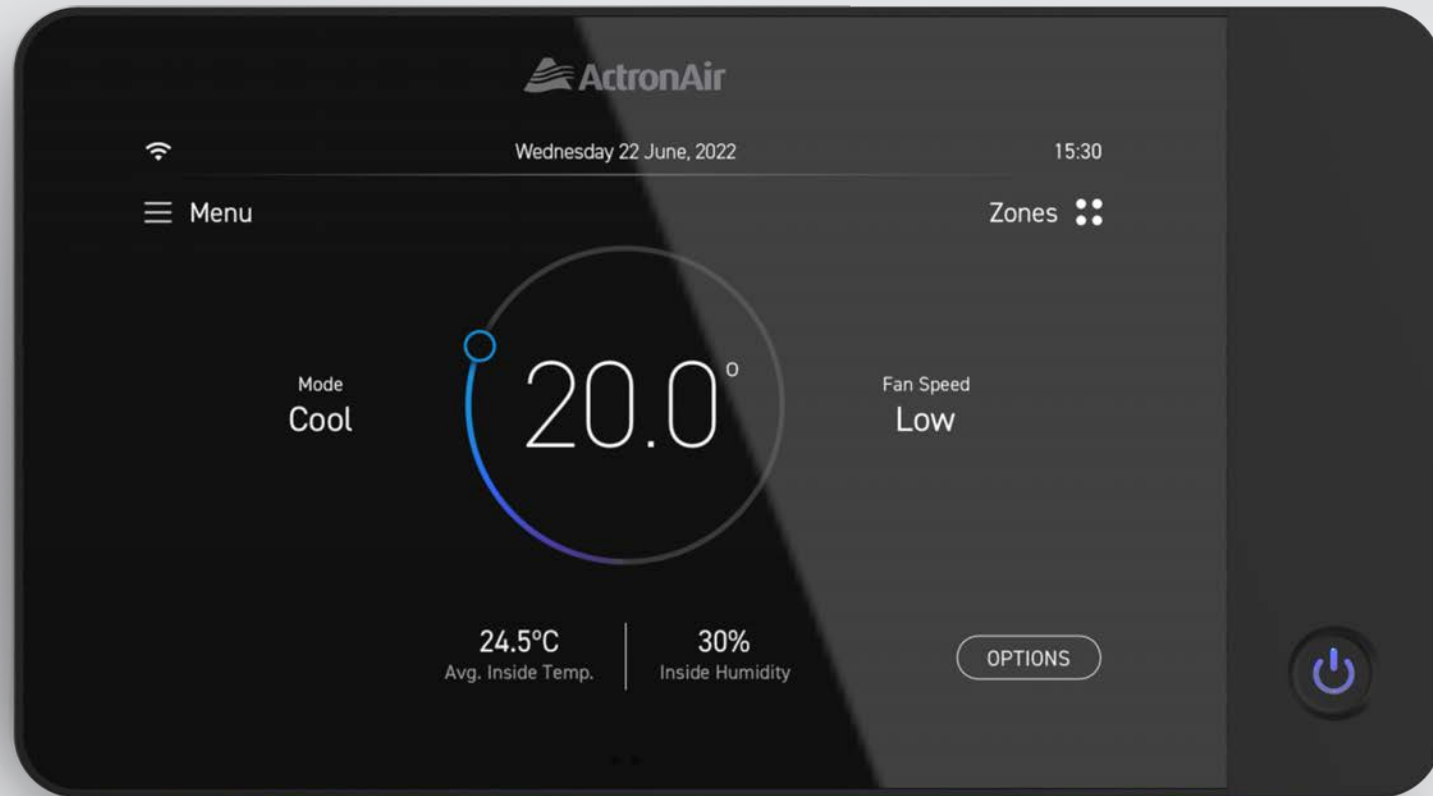 ActronAir
Wednesday 22 June, 2022
15:30
Menu
Zones
Mode
Cool
20.0°
Fan Speed
Low
24.5ºC
Avg. Inside Temp.
30%
Inside Humidity
OPTIONS